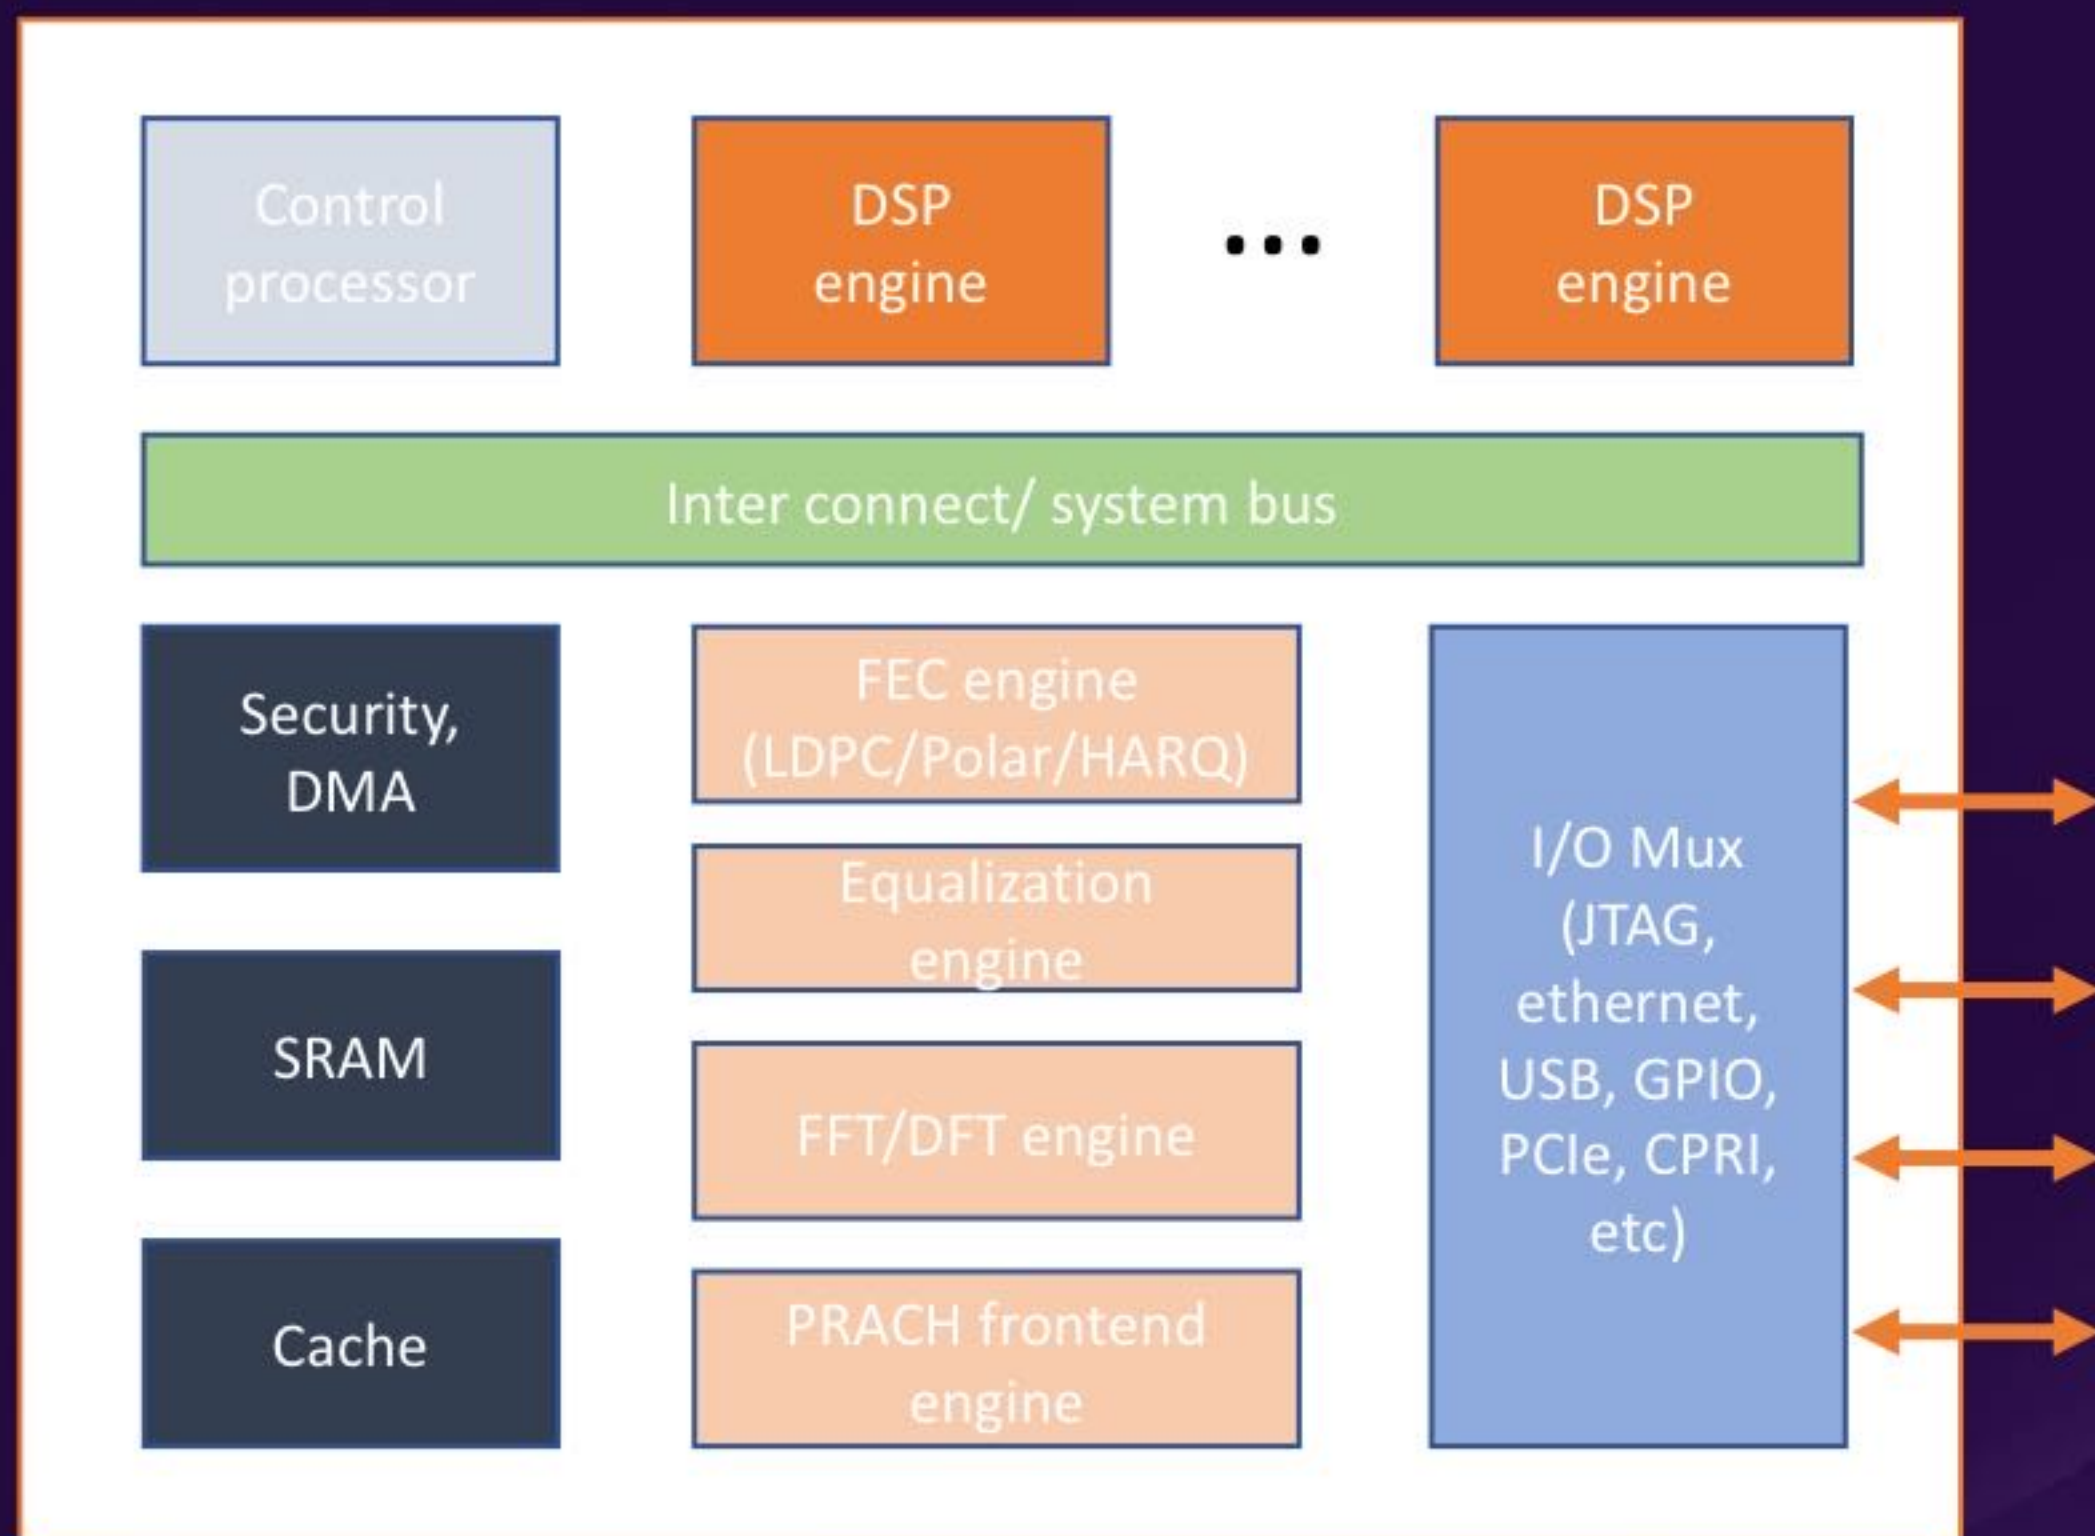 Control
processor
DSP
engine
...
DSP
engine
Inter connect/ system bus
Security,
DMA
SRAM
Cache
FEC engine
(LDPC/Polar/HARQ)
Equalization
engine
FFT/DFT engine
PRACH frontend
engine
I/O Mux
(JTAG,
ethernet,
USB, GPIO,
PCIe, CPRI,
etc)